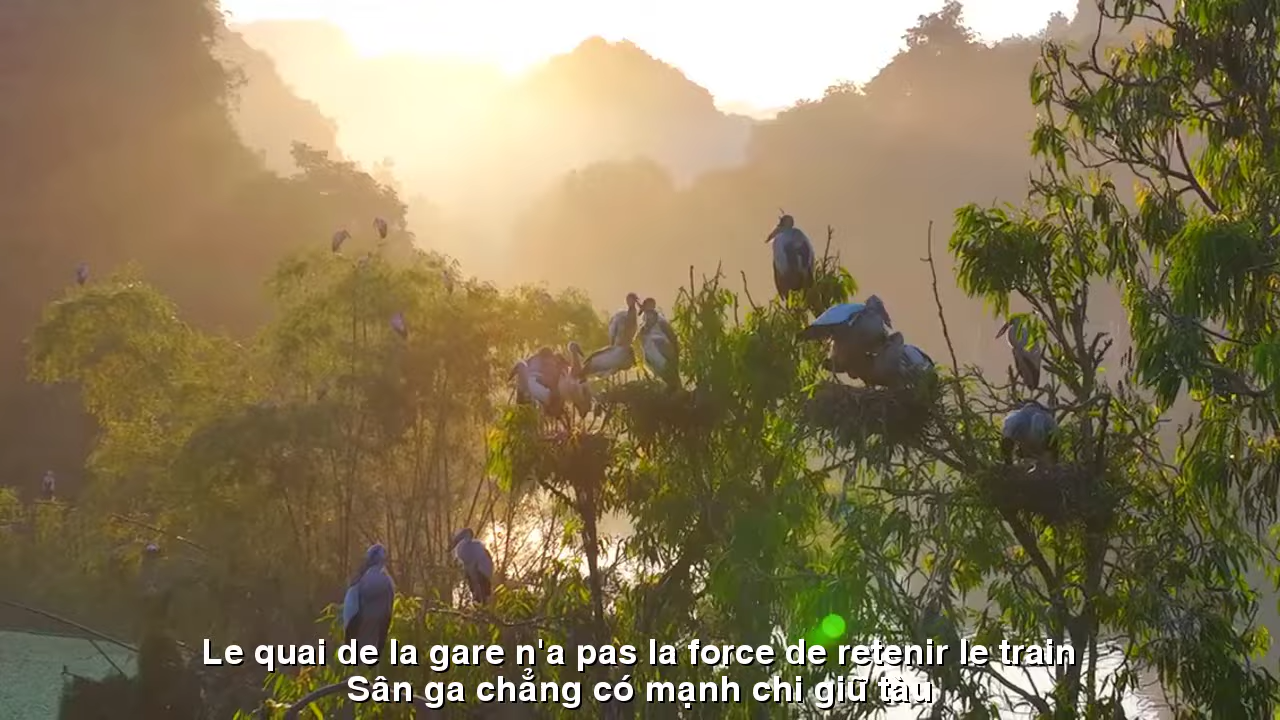 Le quai de la gare n'a pas la force de retenir le train
Sân ga chẳng có mạnh chi giữ tàu